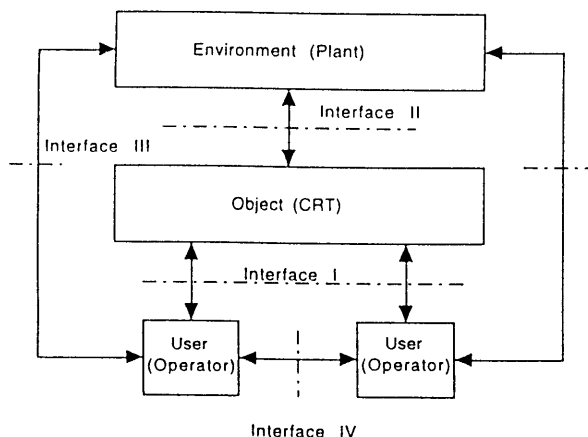 Environment (Plant)
Interface II
Interface III
Object (CRT)
Interface I
User
(Operator)
User
(Operator)
Interface IV